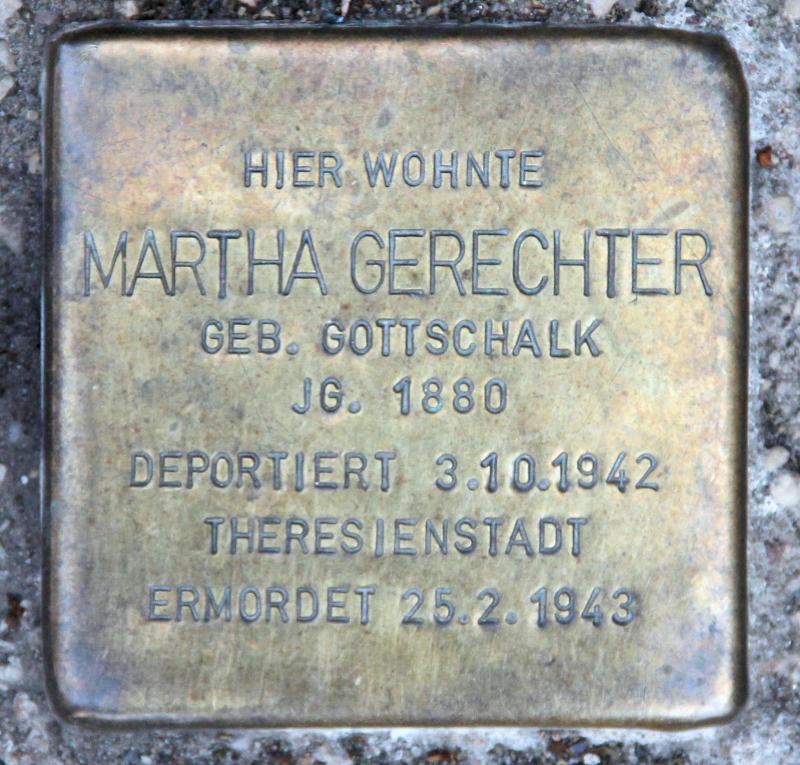 HIER WOHNTE
MARTHA GERECHTER
GEB. GOTTSCHALK
JG. 1880
DEPORTIERT 3.10.1942
THERESIENSTADT
ERMORDET 25.2.1943